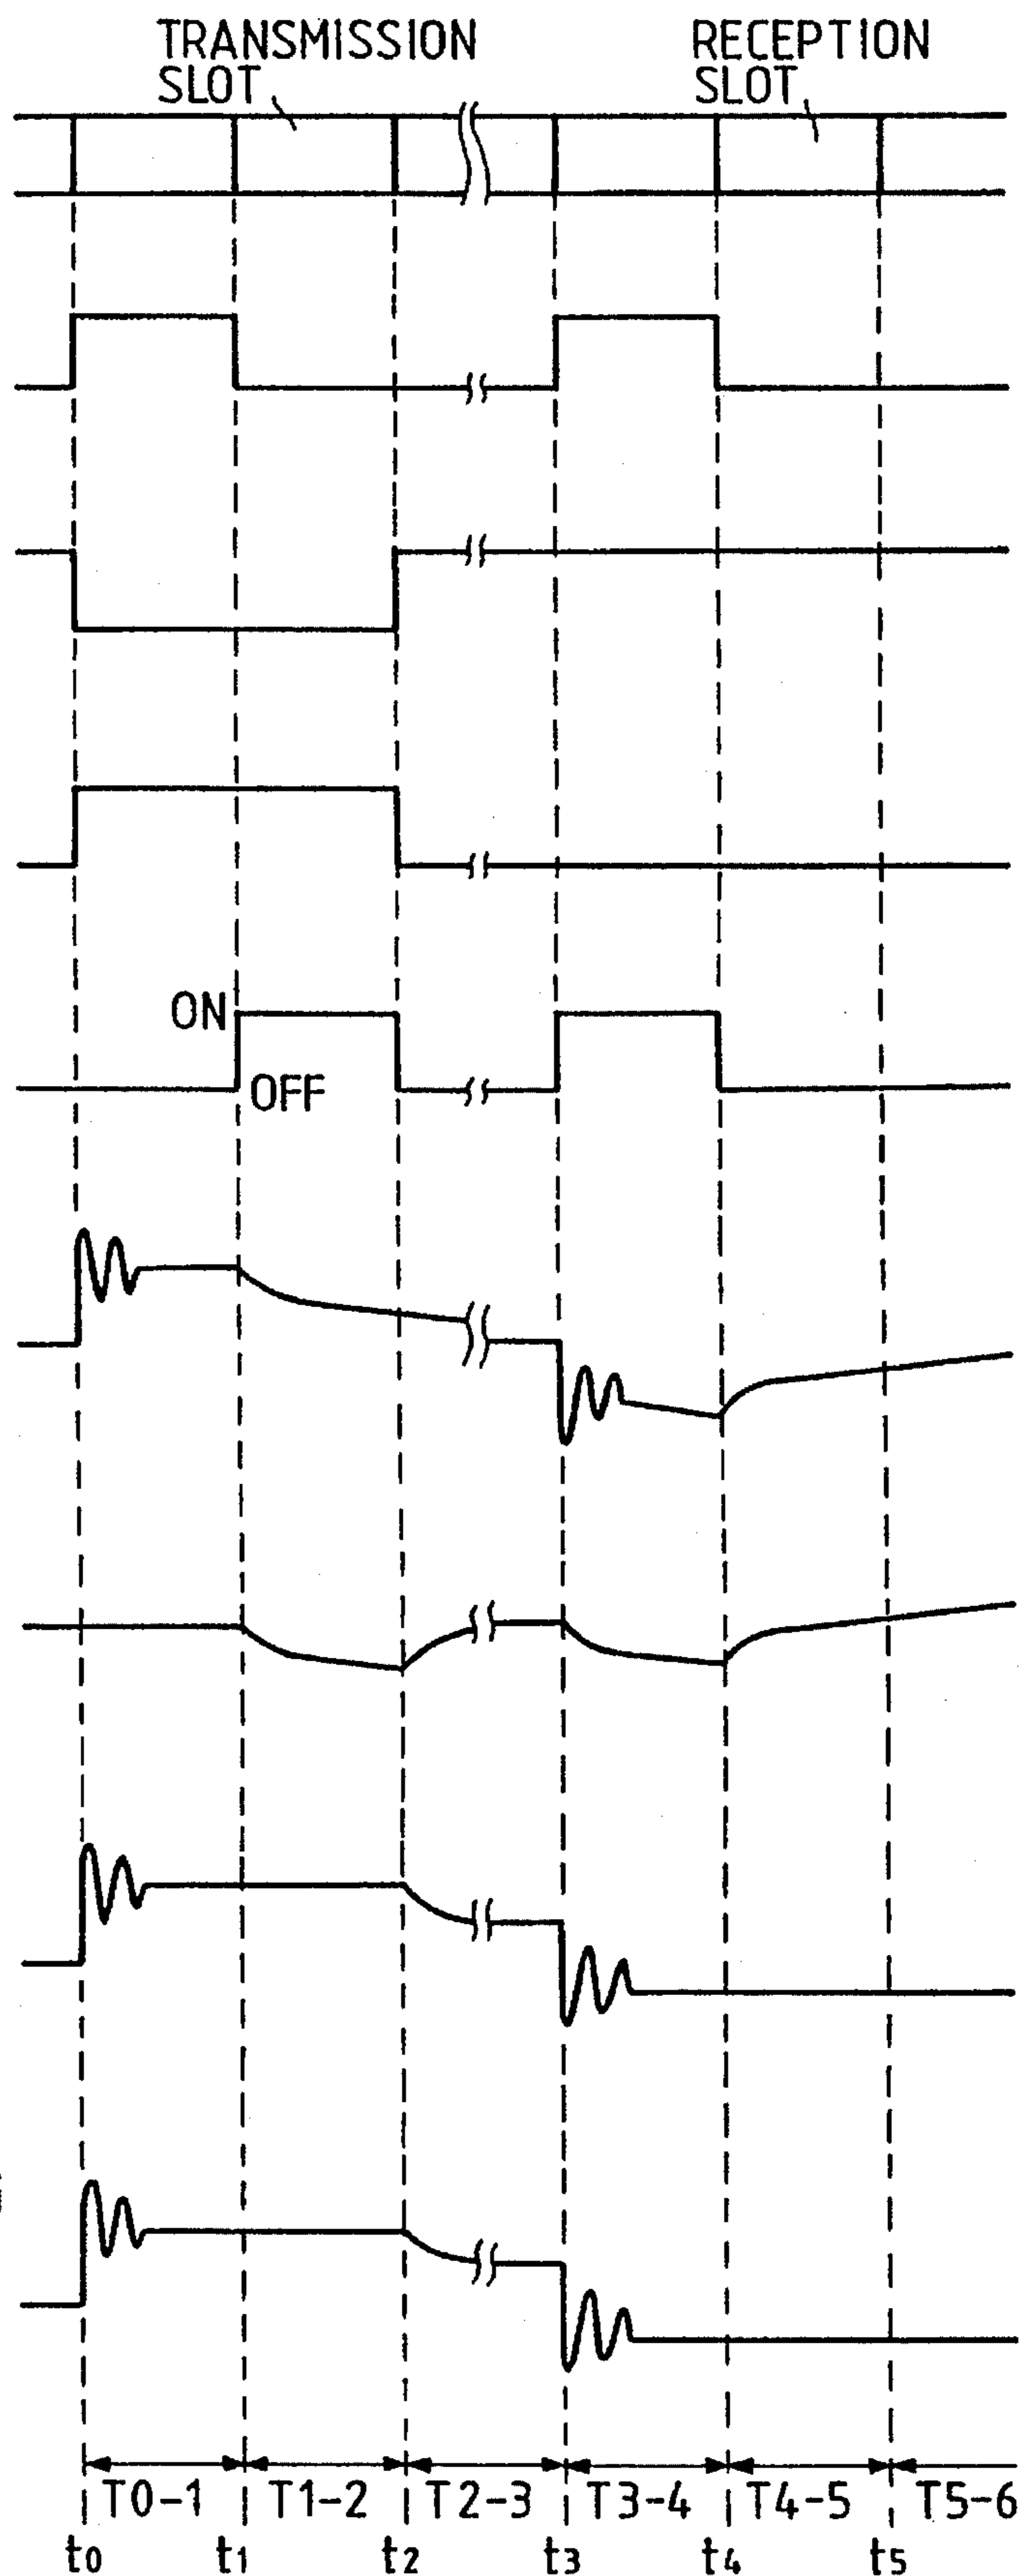 TRANSMISSION
SLOT
RECEPTION
SLOT
ON
OFF
T0-1 T1-2 T2-3 T3-4 T4-5 T5-6
t0 t1 t2 t3 t4 t5